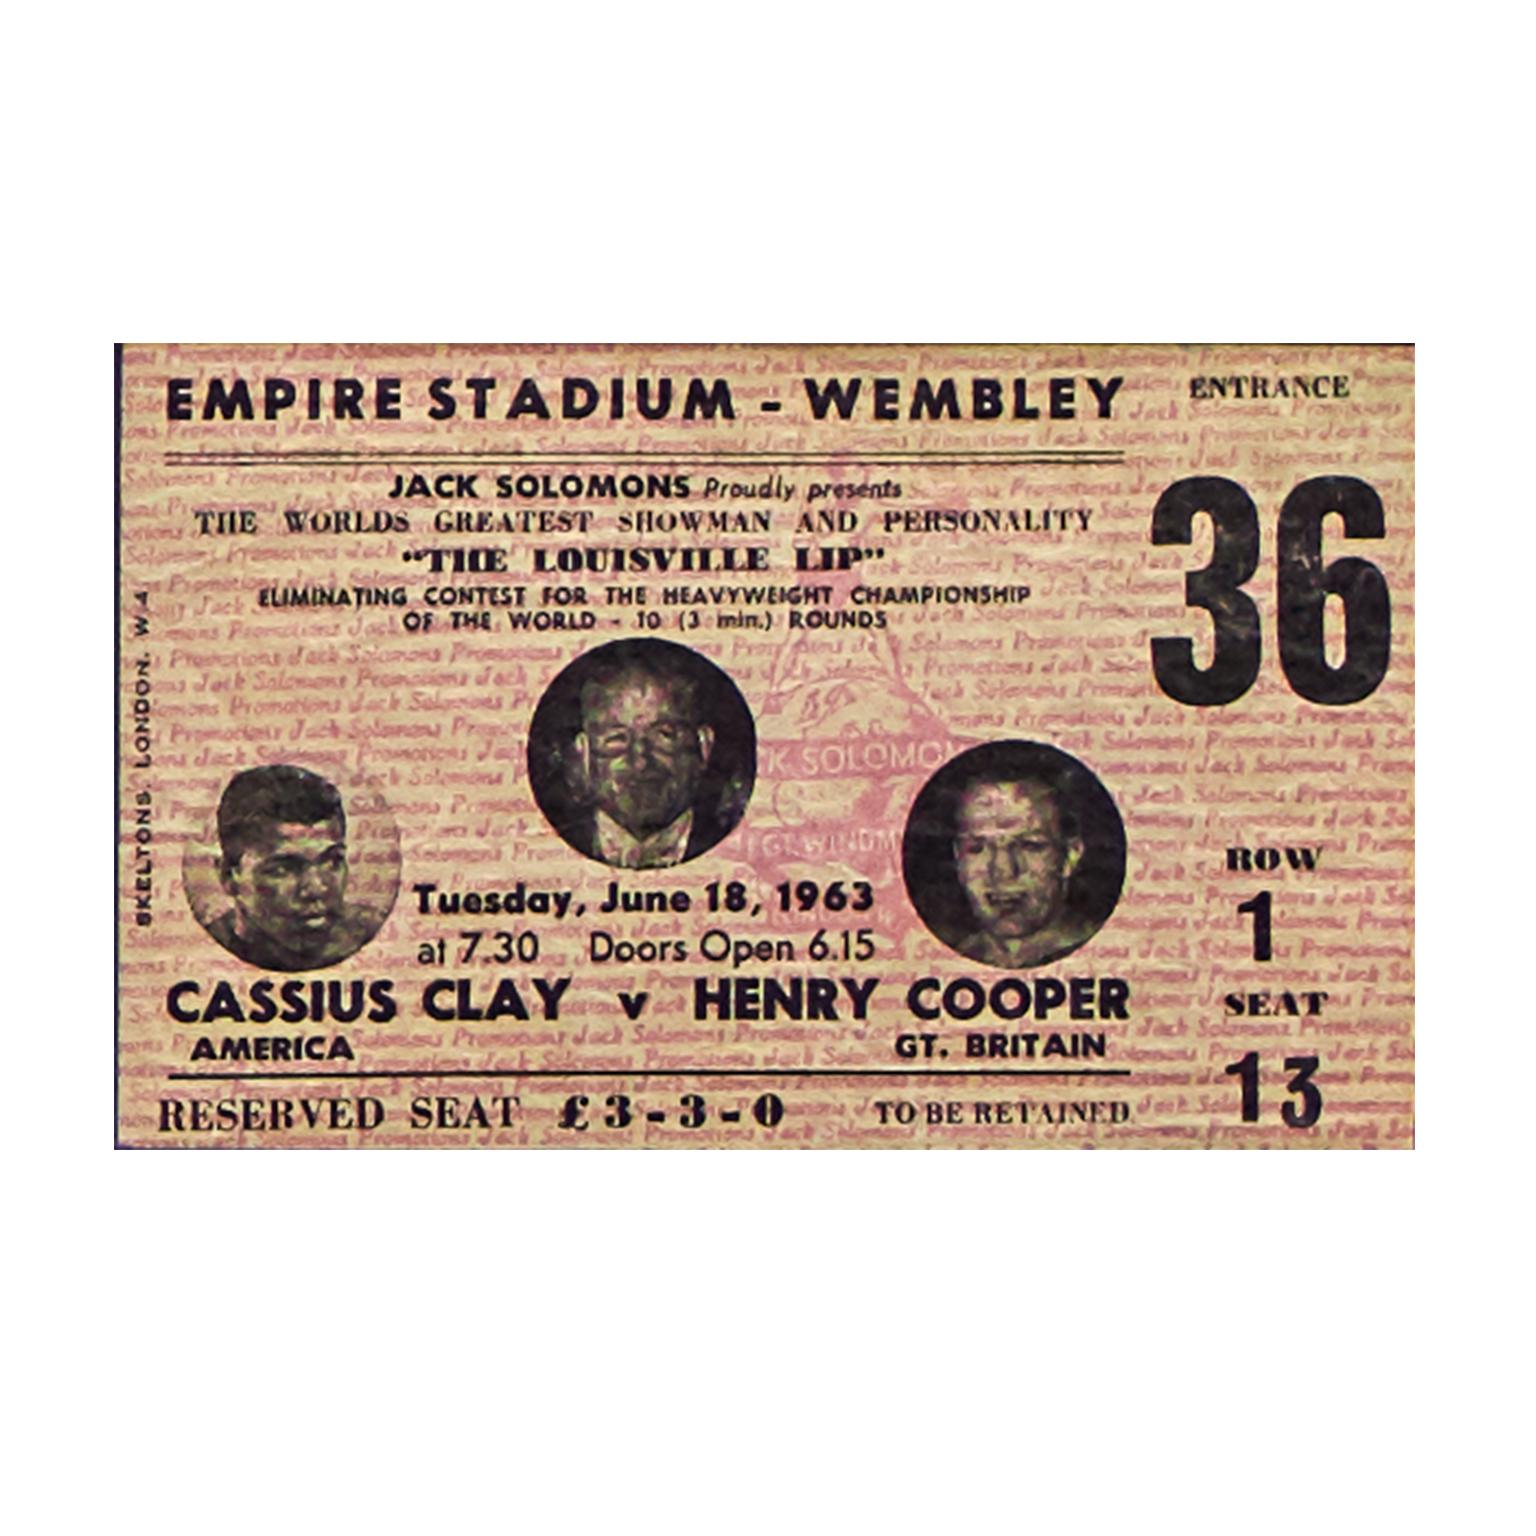 EMPIRE STADIUM - WEMBLEY
JACK SOLOMONS Proudly presents
THE WORLDS GREATEST SHOWMAN AND PERSONALITY
"THE LOUISVILLE LIP"
ELIMINATING CONTEST FOR THE HEAVYWEIGHT CHAMPIONSHIP
OF THE WORLD - 10 (3 min.) ROUNDS
Tuesday, June 18, 1963
at 7.30 Doors Open 6.15
CASSIUS CLAY v HENRY COOPER
AMERICA GT. BRITAIN
RESERVED SEAT £3-3-0 TO BE RETAINED
ENTRANCE
36
ROW
1
SEAT
13
SKELTONS. LONDON. W.4